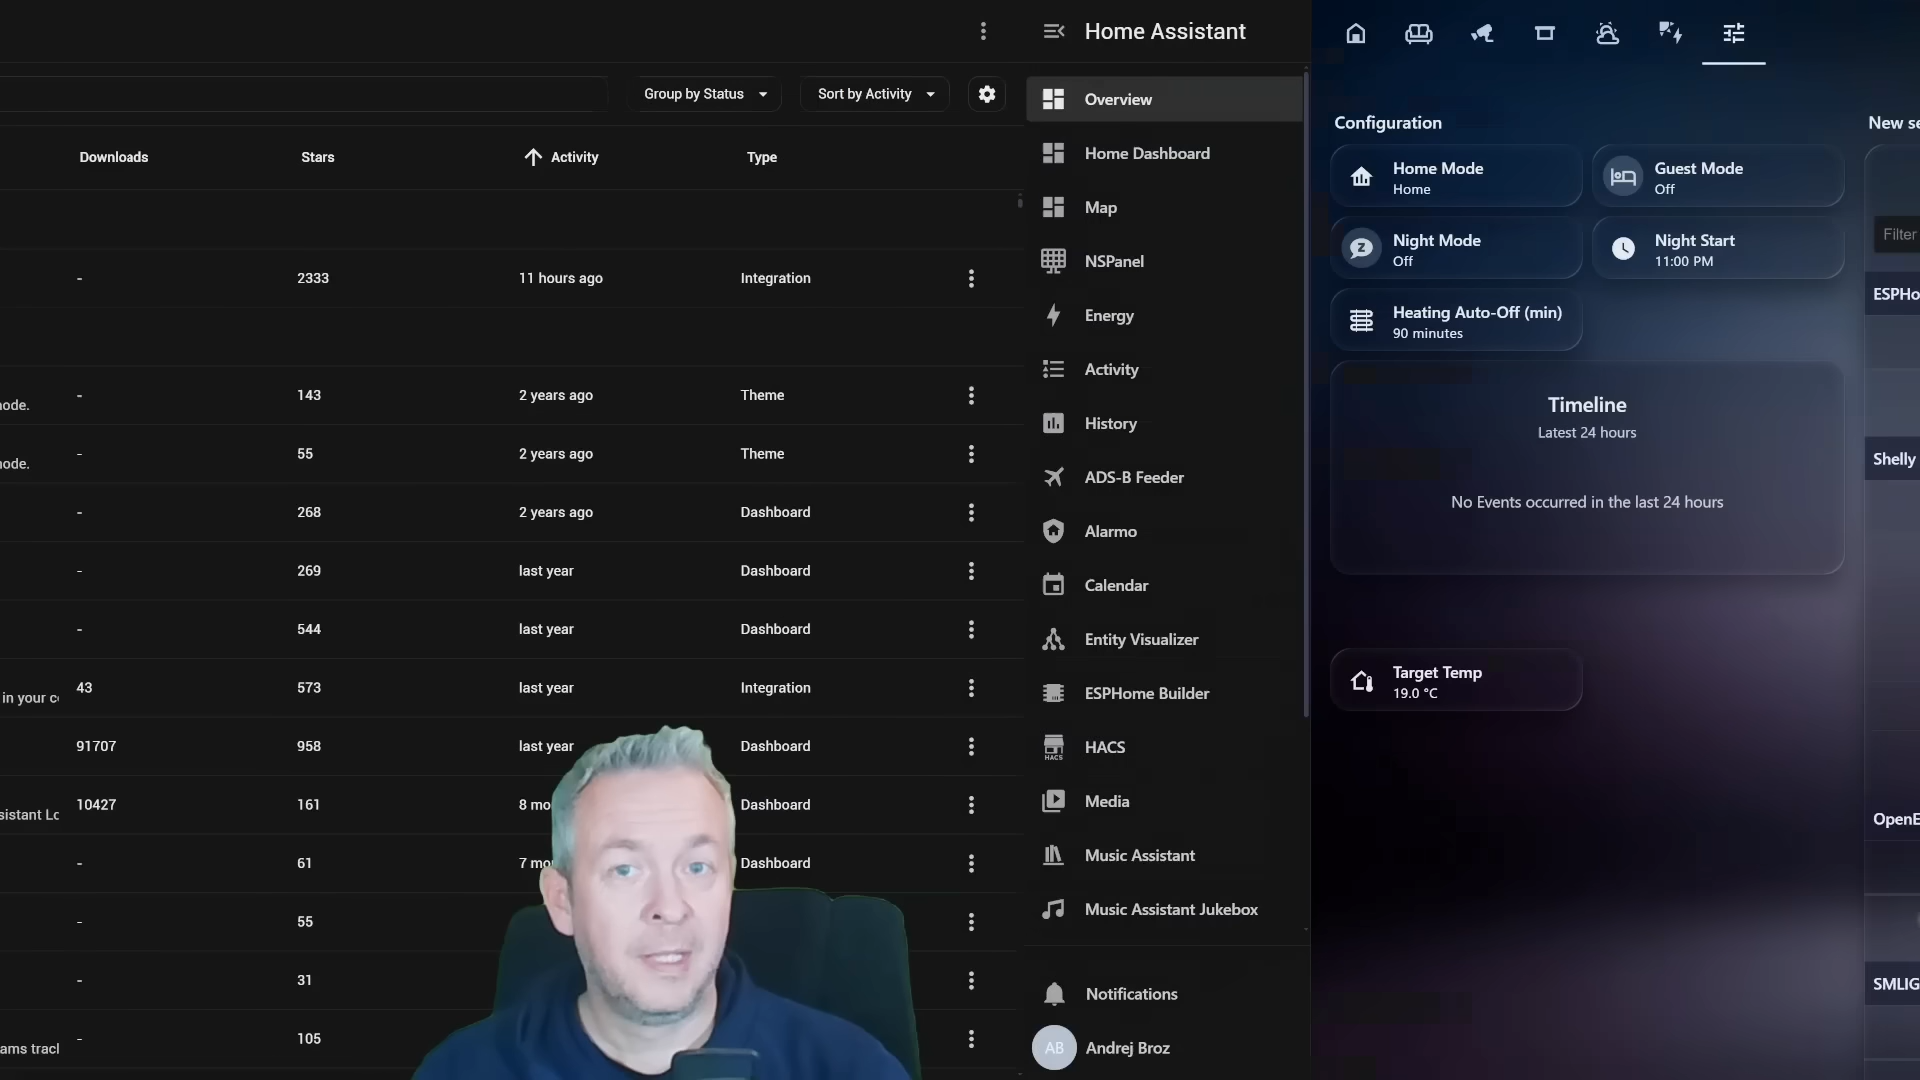 Group by Status
Sort by Activity
Downloads
Stars
Activity
Type
-
2333
11 hours ago
Integration
node.
-
143
2 years ago
Theme
node.
-
55
2 years ago
Theme
-
268
2 years ago
Dashboard
-
269
last year
Dashboard
-
544
last year
Dashboard
in your c
43
573
last year
Integration
91707
958
last year
Dashboard
sistant Lo
10427
161
8 mo
Dashboard
-
61
7 mo
Dashboard
-
55
-
31
ams tracl
-
105
Home Assistant
Overview
Home Dashboard
Map
NSPanel
Energy
Activity
History
ADS-B Feeder
Alarmo
Calendar
Entity Visualizer
ESPHome Builder
HACS
HACS
Media
Music Assistant
Music Assistant Jukebox
Notifications
AB
Andrej Broz
Configuration
Home Mode
Home
Guest Mode
Off
Night Mode
Off
Night Start
11:00 PM
Heating Auto-Off (min)
90 minutes
Timeline
Latest 24 hours
No Events occurred in the last 24 hours
Target Temp
19.0 °C
New se
Filter
ESPHo
Shelly
OpenE
SMLIG